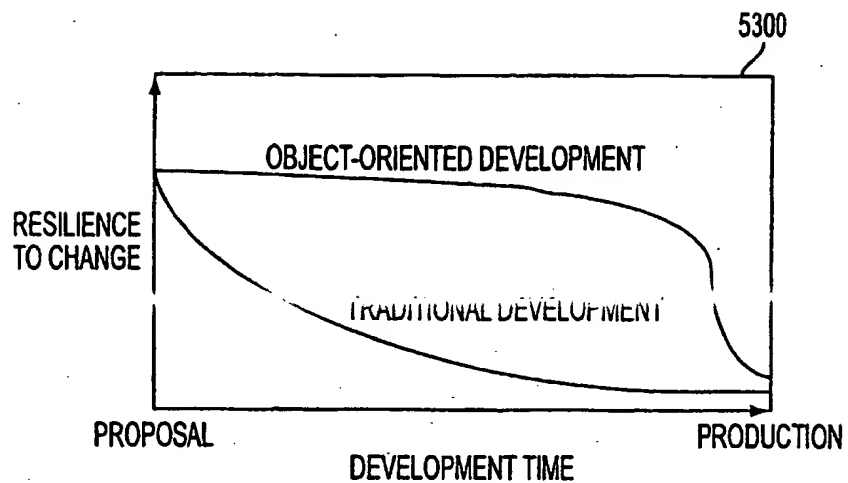 5300
OBJECT-ORIENTED DEVELOPMENT
RESILIENCE
TO CHANGE
TRADITIONAL DEVELOPMENT
PROPOSAL
PRODUCTION
DEVELOPMENT TIME